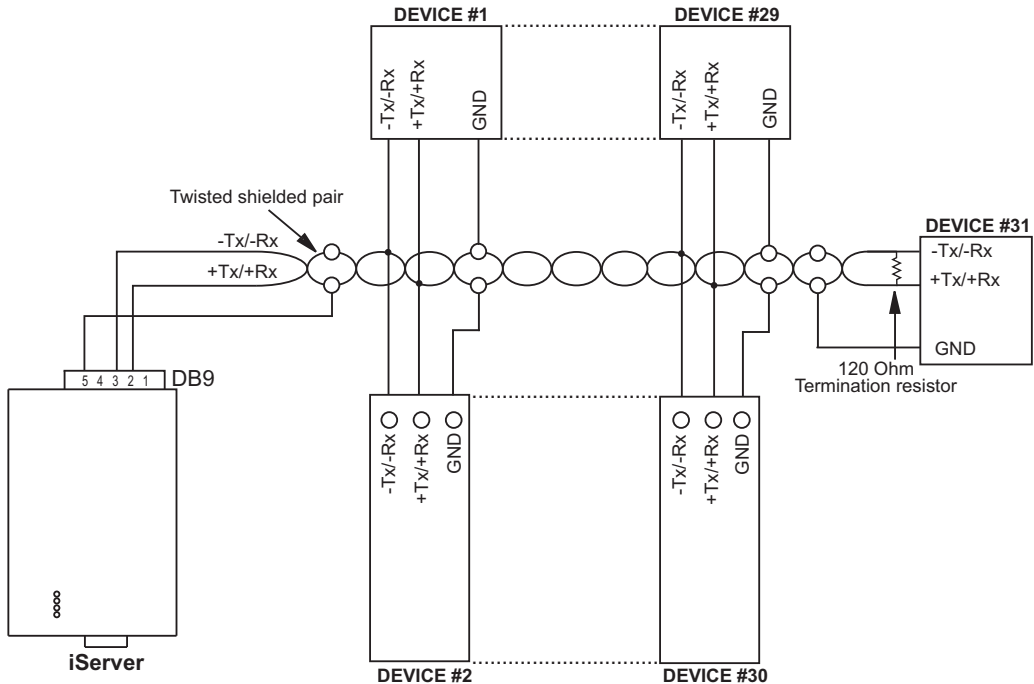 DEVICE #1
DEVICE #29
-Tx/-Rx
+Tx/+Rx
GND
-Tx/-Rx
+Tx/+Rx
GND
Twisted shielded pair
-Tx/-Rx
+Tx/+Rx
DEVICE #31
-Tx/-Rx
+Tx/+Rx
GND
120 Ohm
Termination resistor
5 4 3 2 1
DB9
-Tx/-Rx
+Tx/+Rx
GND
-Tx/-Rx
+Tx/+Rx
GND
iServer
DEVICE #2
DEVICE #30